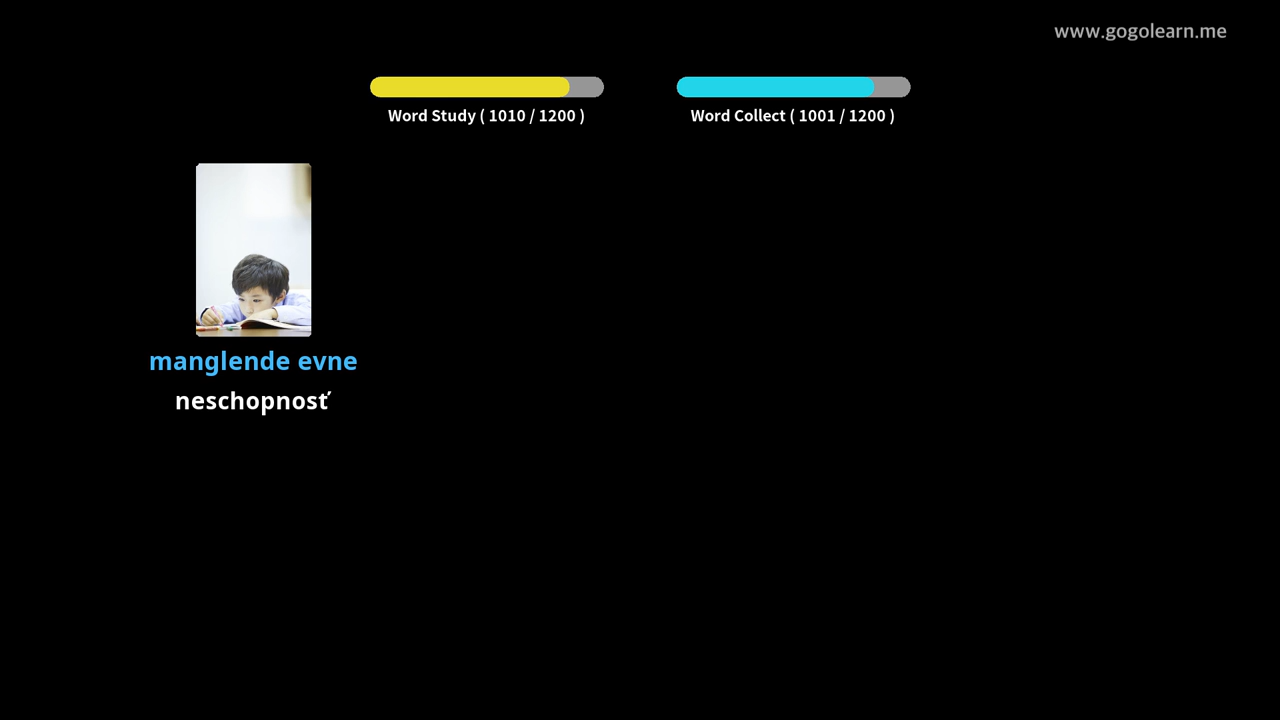 www.gogolearn.me
Word Study ( 1010 / 1200 )
Word Collect ( 1001 / 1200 )
manglende evne
neschopnosť